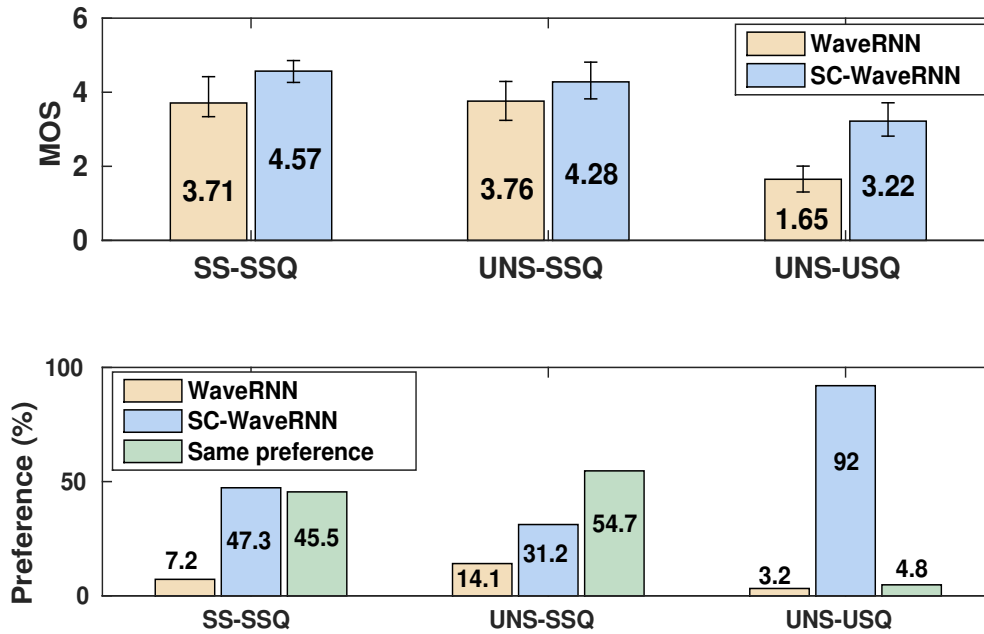 6
4
2
0
MOS
WaveRNN
SC-WaveRNN
3.71
4.57
3.76
4.28
1.65
3.22
SS-SSQ
UNS-SSQ
UNS-USQ
100
50
0
Preference (%)
WaveRNN
SC-WaveRNN
Same preference
7.2
47.3
45.5
14.1
31.2
54.7
3.2
92
4.8
SS-SSQ
UNS-SSQ
UNS-USQ